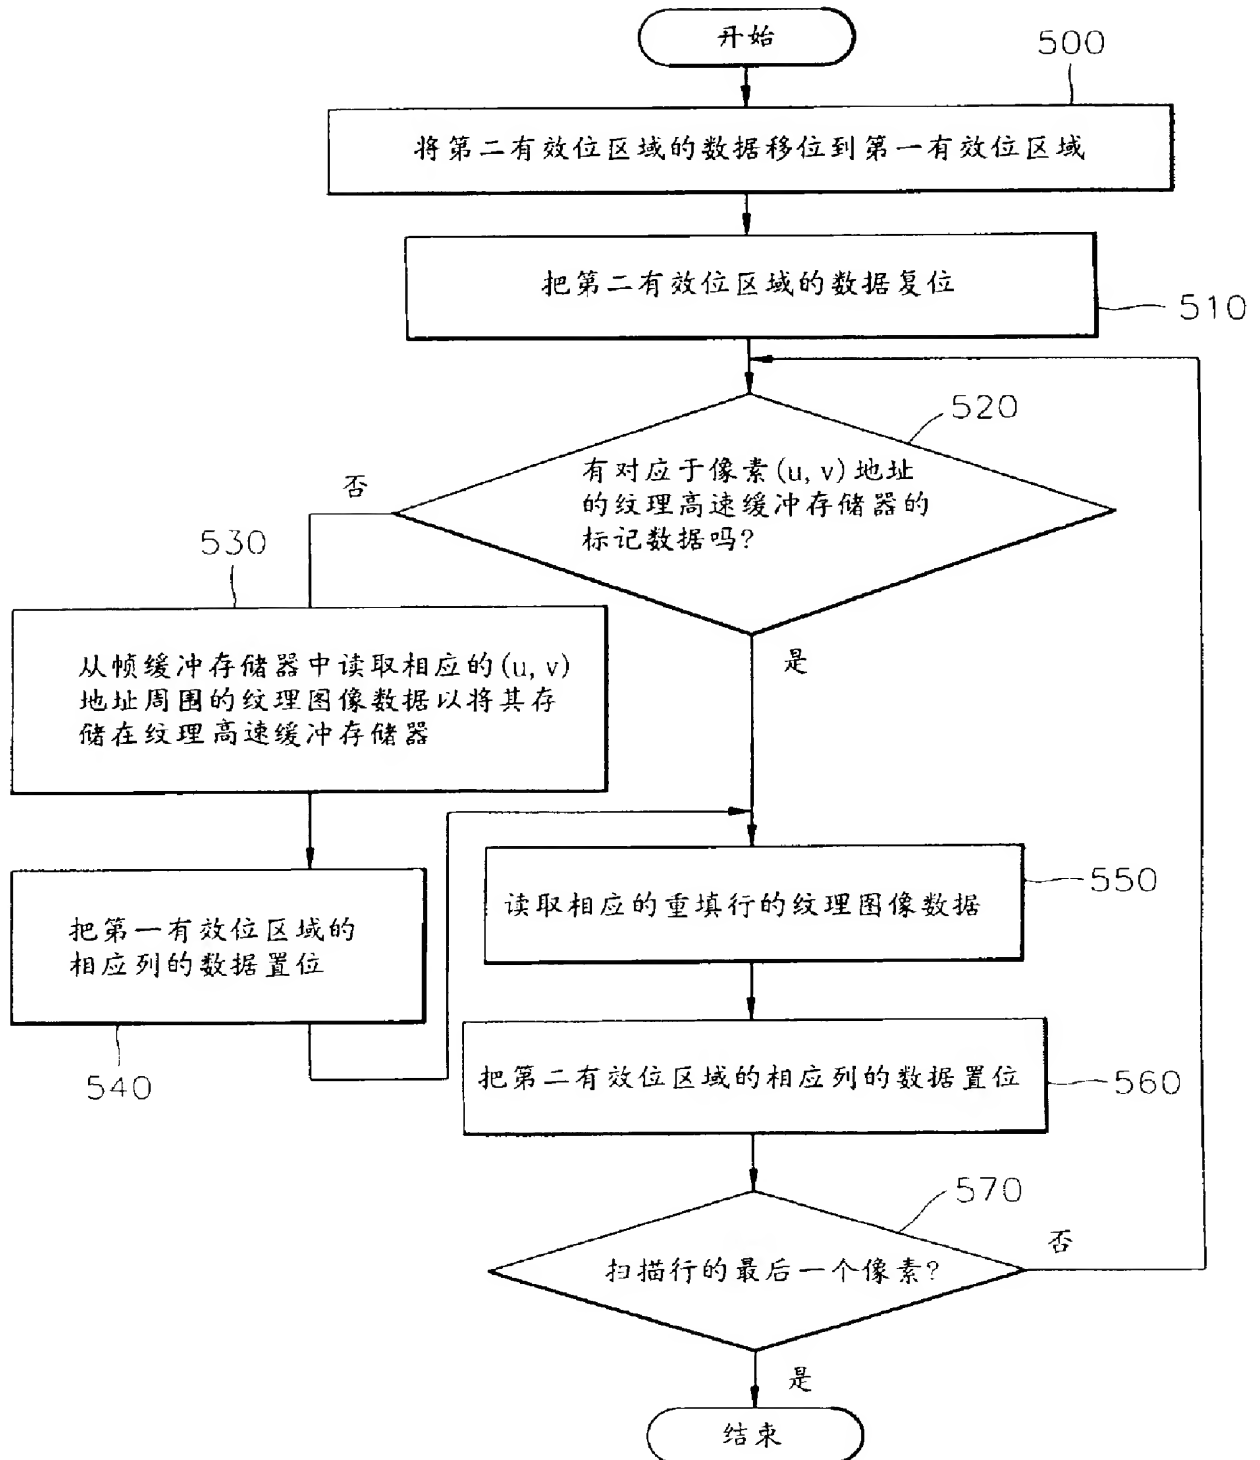 开始
500
将第二有效位区域的数据移位到第一有效位区域
把第二有效位区域的数据复位
510
520
有对应于像素(u,v)地址
的纹理高速缓冲存储器的
标记数据吗?
否
530
是
从帧缓冲存储器中读取相应的(u,v)
地址周围的纹理图像数据以将其存
储在纹理高速缓冲存储器
550
读取相应的重填行的纹理图像数据
把第一有效位区域的
相应列的数据置位
540
把第二有效位区域的相应列的数据置位
560
570
否
扫描行的最后一个像素?
是
结束